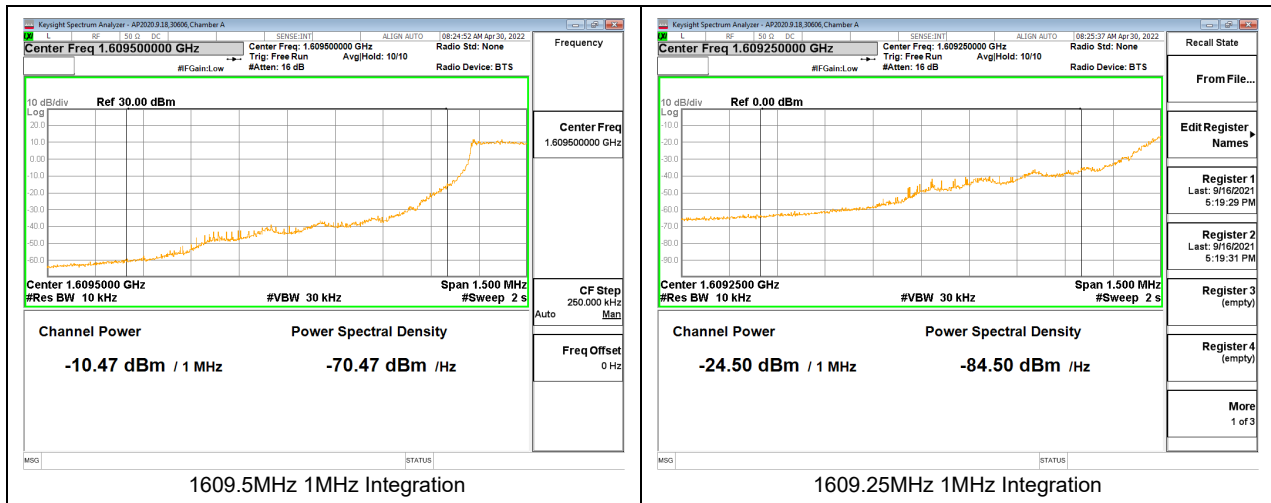 Keysight Spectrum Analyzer - AP2020.9.18,30606,Chamber A
LXI L RF 50 Ω DC SENSE:INT ALIGN AUTO 08:24:52 AM Apr 30, 2022
Center Freq 1.609500000 GHz
Center Freq: 1.609500000 GHz Radio Std: None
Trig: Free Run Avg|Hold: 10/10
#IFGain:Low #Atten: 16 dB Radio Device: BTS
10 dB/div Ref 30.00 dBm
Log
20.0
10.0
0.00
-10.0
-20.0
-30.0
-40.0
-50.0
-60.0
Center 1.6095000 GHz Span 1.500 MHz
#Res BW 10 kHz #VBW 30 kHz #Sweep 2 s
Channel Power Power Spectral Density
-10.47 dBm / 1 MHz -70.47 dBm /Hz
MSG STATUS
Frequency
Center Freq
1.609500000 GHz
CF Step
250.000 kHz
Auto Man
Freq Offset
0 Hz
1609.5MHz 1MHz Integration
Keysight Spectrum Analyzer - AP2020.9.18,30606,Chamber A
LXI L RF 50 Ω DC SENSE:INT ALIGN AUTO 08:25:37 AM Apr 30, 2022
Center Freq 1.609250000 GHz
Center Freq: 1.609250000 GHz Radio Std: None
Trig: Free Run Avg|Hold: 10/10
#IFGain:Low #Atten: 16 dB Radio Device: BTS
10 dB/div Ref 0.00 dBm
Log
-10.0
-20.0
-30.0
-40.0
-50.0
-60.0
-70.0
-80.0
-90.0
Center 1.6092500 GHz Span 1.500 MHz
#Res BW 10 kHz #VBW 30 kHz #Sweep 2 s
Channel Power Power Spectral Density
-24.50 dBm / 1 MHz -84.50 dBm /Hz
MSG STATUS
Recall State
From File...
Edit Register
Names
Register 1
Last: 9/16/2021
5:19:29 PM
Register 2
Last: 9/16/2021
5:19:31 PM
Register 3
(empty)
Register 4
(empty)
More
1 of 3
1609.25MHz 1MHz Integration